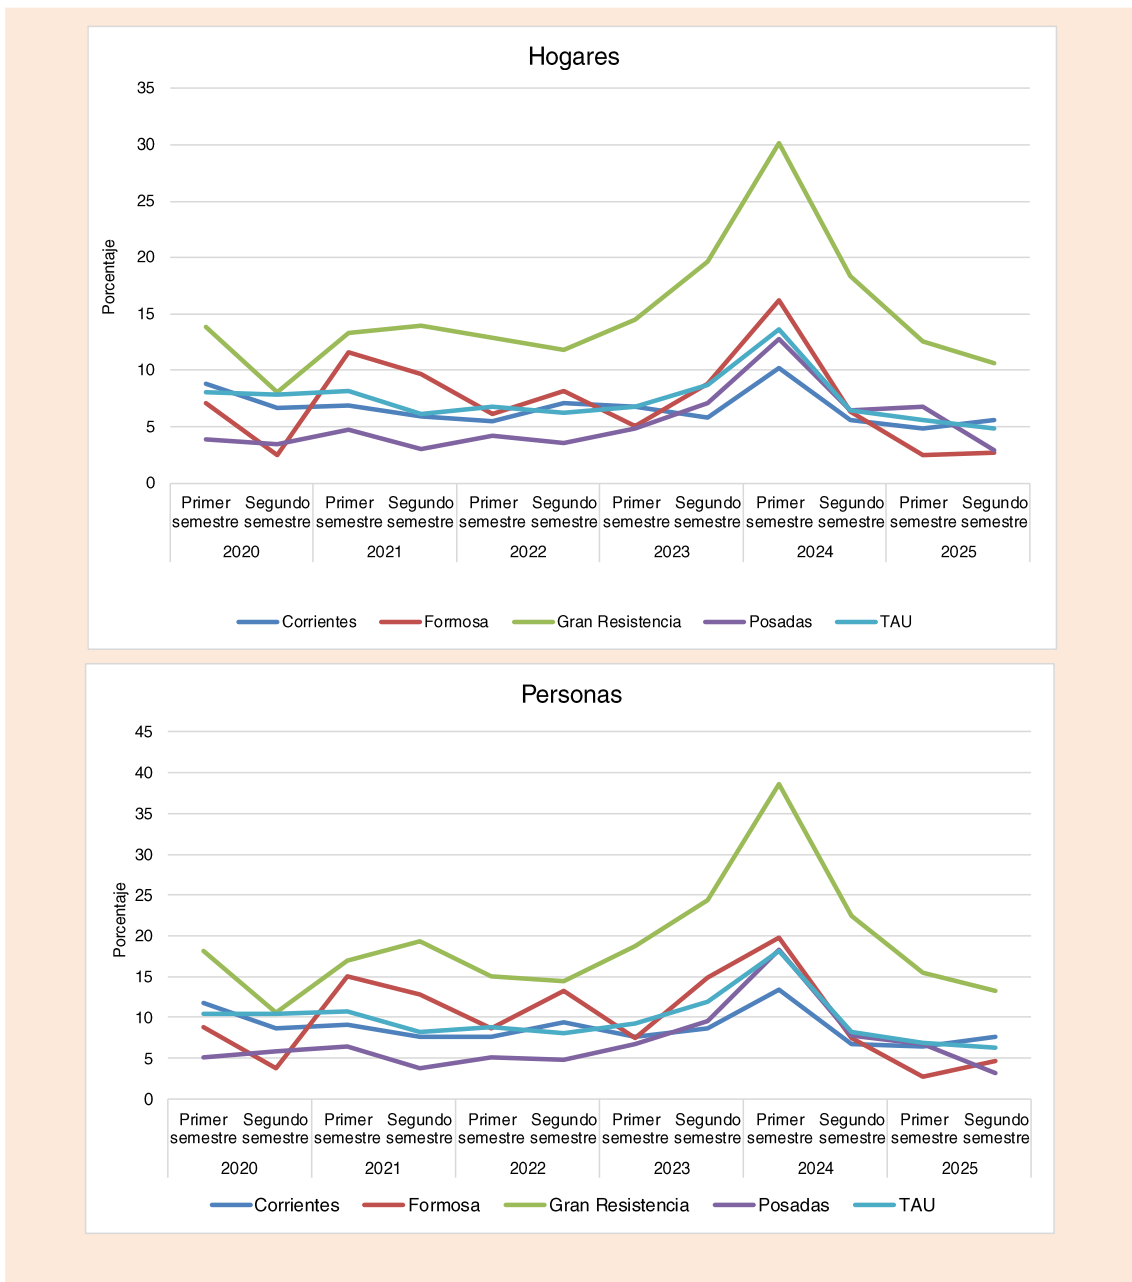 Hogares
Porcentaje
35
30
25
20
15
10
5
0
Primer Segundo Primer Segundo Primer Segundo Primer Segundo Primer Segundo Primer Segundo
semestre semestre semestre semestre semestre semestre semestre semestre semestre semestre semestre semestre
2020 2021 2022 2023 2024 2025
Corrientes Formosa Gran Resistencia Posadas TAU
Personas
Porcentaje
45
40
35
30
25
20
15
10
5
0
Primer Segundo Primer Segundo Primer Segundo Primer Segundo Primer Segundo Primer Segundo
semestre semestre semestre semestre semestre semestre semestre semestre semestre semestre semestre semestre
2020 2021 2022 2023 2024 2025
Corrientes Formosa Gran Resistencia Posadas TAU